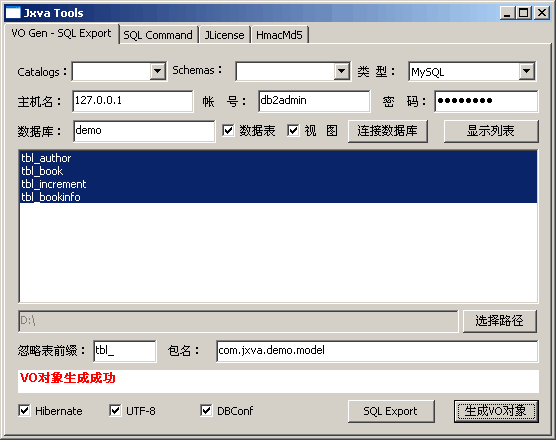 Jxva Tools
VO Gen - SQL Export SQL Command JLicense HmacMd5
Catalogs： Schemas： 类 型： MySQL
主机名： 127.0.0.1 帐 号： db2admin 密 码： ●●●●●●●●
数据库： demo 数据表 视 图 连接数据库 显示列表
tbl_author
tbl_book
tbl_increment
tbl_bookinfo
D:\ 选择路径
忽略表前缀： tbl_ 包名： com.jxva.demo.model
VO对象生成成功
Hibernate UTF-8 DBConf SQL Export 生成VO对象